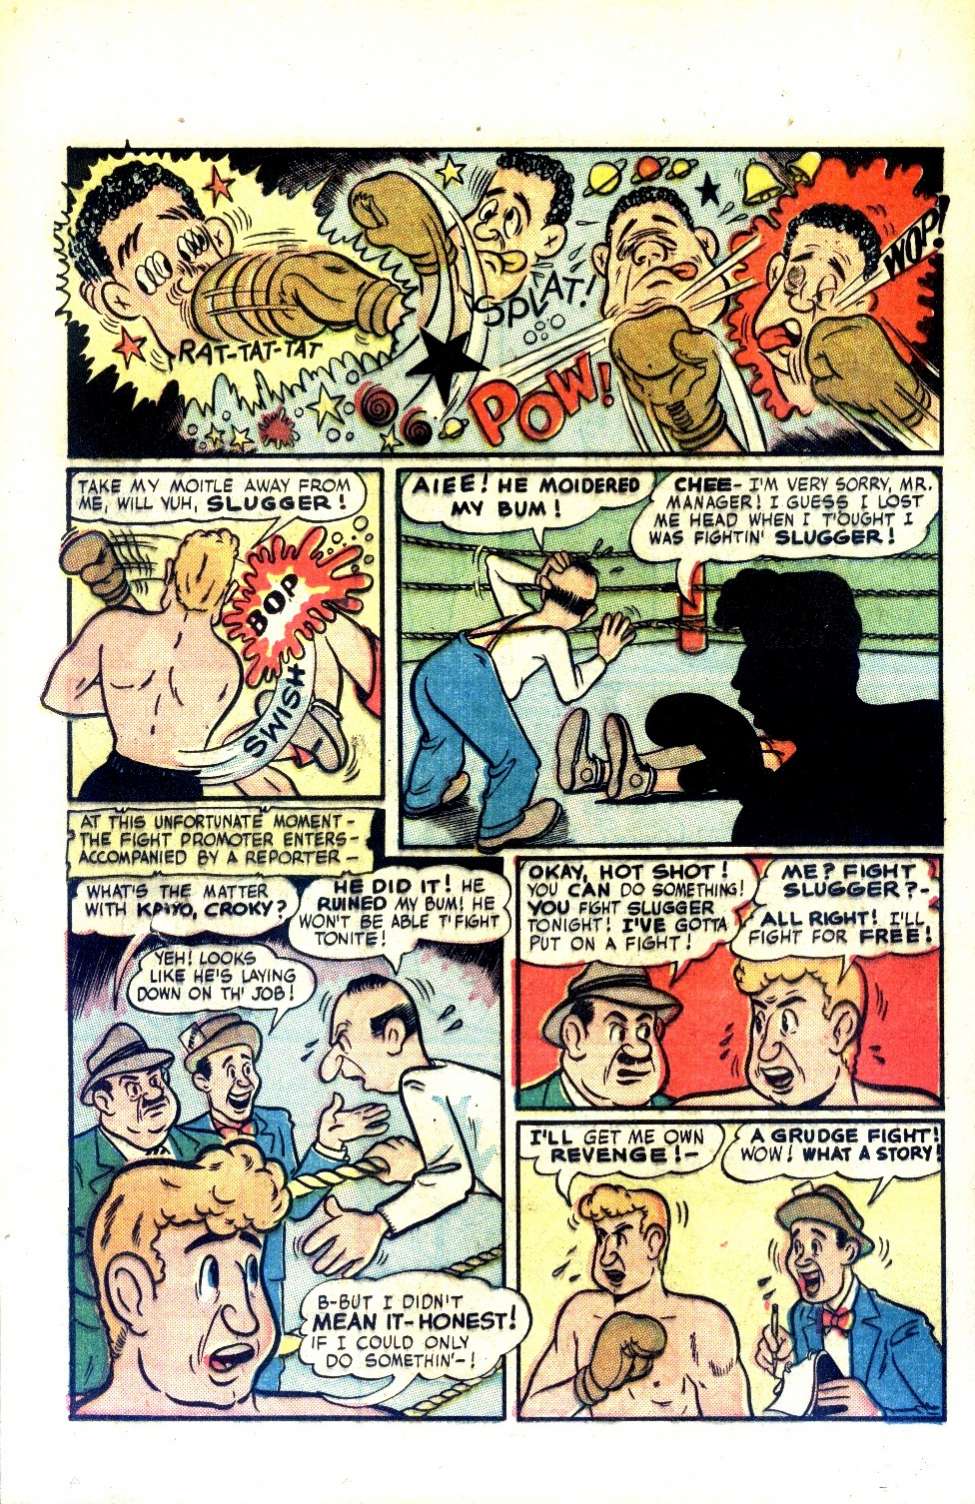 RAT-TAT-TAT
SPLAT!
POW!
WOP!
TAKE MY MOITLE AWAY FROM
ME, WILL YUH, SLUGGER!
BOP
SWISH
AIEE! HE MOIDERED
MY BUM!
CHEE- I'M VERY SORRY, MR.
MANAGER! I GUESS I LOST
ME HEAD WHEN I T'OUGHT I
WAS FIGHTIN' SLUGGER!
AT THIS UNFORTUNATE MOMENT-
THE FIGHT PROMOTER ENTERS-
ACCOMPANIED BY A REPORTER-
WHAT'S THE MATTER
WITH KAYO, CROKY?
YEH! LOOKS
LIKE HE'S LAYING
DOWN ON TH' JOB!
HE DID IT! HE
RUINED MY BUM! HE
WON'T BE ABLE T'FIGHT
TONITE!
B-BUT I DIDN'T
MEAN IT-HONEST!
IF I COULD ONLY
DO SOMETHIN'-!
OKAY, HOT SHOT!
YOU CAN DO SOMETHING!
YOU FIGHT SLUGGER
TONIGHT! I'VE GOTTA
PUT ON A FIGHT!
ME? FIGHT
SLUGGER?-
ALL RIGHT! I'LL
FIGHT FOR FREE!
I'LL GET ME OWN
REVENGE!-
A GRUDGE FIGHT!
WOW! WHAT A STORY!